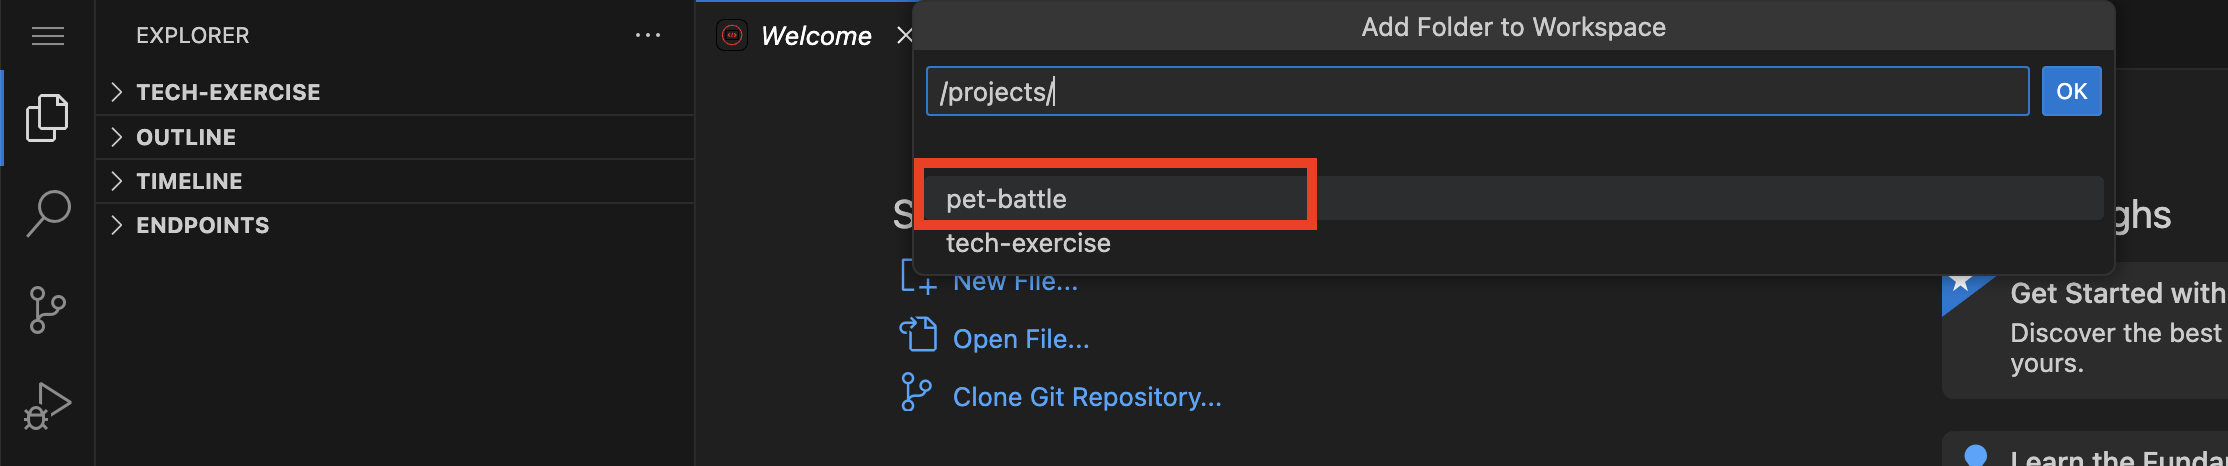 EXPLORER
TECH-EXERCISE
OUTLINE
TIMELINE
ENDPOINTS
Welcome
Add Folder to Workspace
/projects/
OK
pet-battle
tech-exercise
New File...
Open File...
Clone Git Repository...
Get Started with
Discover the best
yours.
Learn the Funda